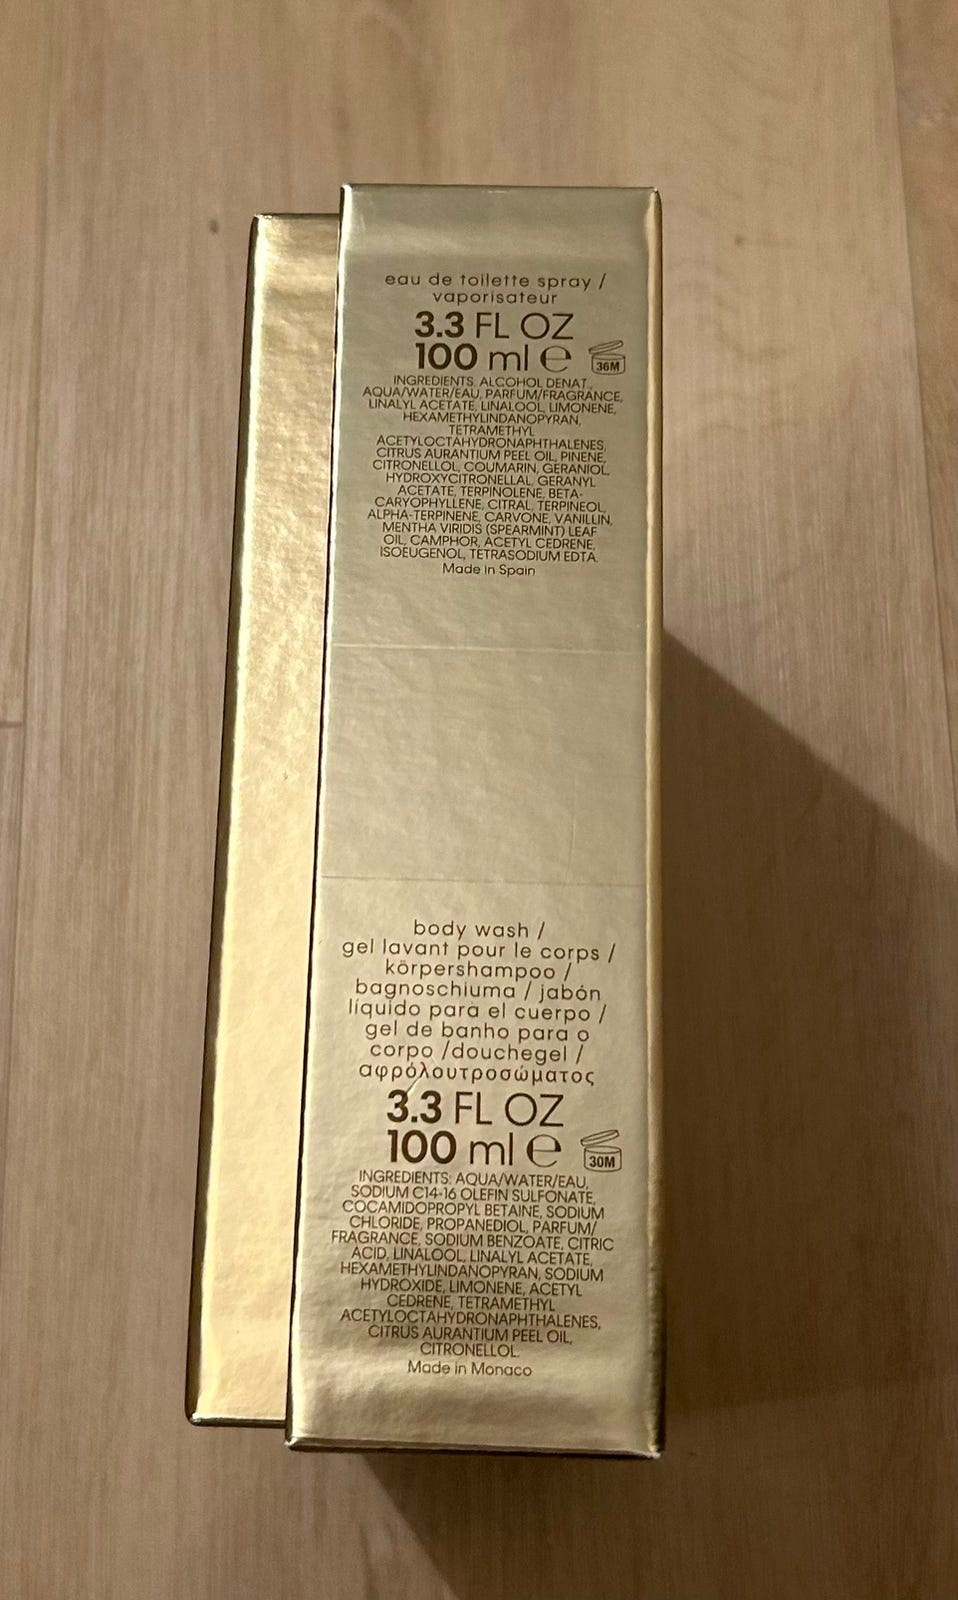 eau de toilette spray /
vaporisateur
3.3 FL OZ
100 ml ℮
36M
INGREDIENTS: ALCOHOL DENAT.,
AQUA/WATER/EAU, PARFUM/FRAGRANCE,
LINALYL ACETATE, LINALOOL, LIMONENE,
HEXAMETHYLINDANOPYRAN,
TETRAMETHYL
ACETYLOCTAHYDRONAPHTHALENES,
CITRUS AURANTIUM PEEL OIL, PINENE,
CITRONELLOL, COUMARIN, GERANIOL,
HYDROXYCITRONELLAL, GERANYL
ACETATE, TERPINOLENE, BETA-
CARYOPHYLLENE, CITRAL, TERPINEOL,
ALPHA-TERPINENE, CARVONE, VANILLIN,
MENTHA VIRIDIS (SPEARMINT) LEAF
OIL, CAMPHOR, ACETYL CEDRENE,
ISOEUGENOL, TETRASODIUM EDTA.
Made in Spain
body wash /
gel lavant pour le corps /
körpershampoo /
bagnoschiuma / jabón
líquido para el cuerpo /
gel de banho para o
corpo /douchegel /
αφρόλουτροσώματος
3.3 FL OZ
100 ml ℮
30M
INGREDIENTS: AQUA/WATER/EAU,
SODIUM C14-16 OLEFIN SULFONATE,
COCAMIDOPROPYL BETAINE, SODIUM
CHLORIDE, PROPANEDIOL, PARFUM/
FRAGRANCE, SODIUM BENZOATE, CITRIC
ACID, LINALOOL, LINALYL ACETATE,
HEXAMETHYLINDANOPYRAN, SODIUM
HYDROXIDE, LIMONENE, ACETYL
CEDRENE, TETRAMETHYL
ACETYLOCTAHYDRONAPHTHALENES,
CITRUS AURANTIUM PEEL OIL,
CITRONELLOL.
Made in Monaco